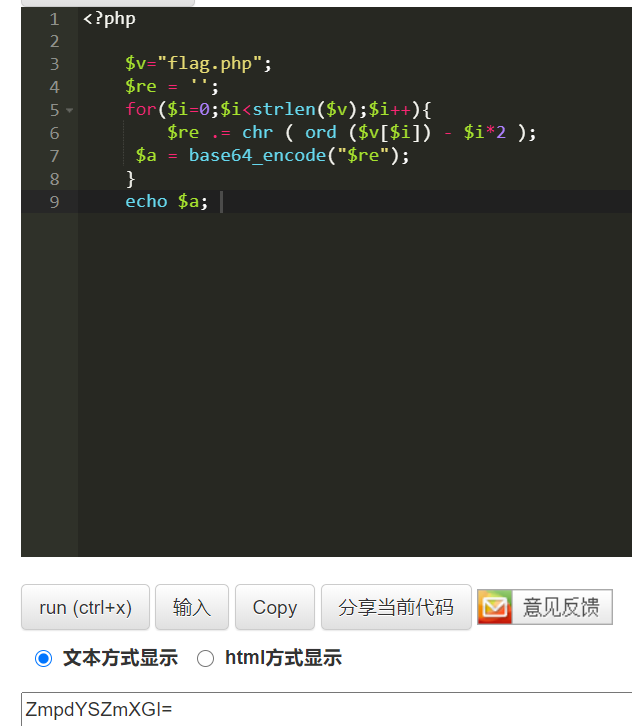 1 <?php
2
3 $v="flag.php";
4 $re = '';
5 for($i=0;$i<strlen($v);$i++){
6 $re .= chr ( ord ($v[$i]) - $i*2 );
7 $a = base64_encode("$re");
8 }
9 echo $a;
run (ctrl+x) 输入 Copy 分享当前代码 意见反馈
文本方式显示 html方式显示
ZmpdYSZmXGI=